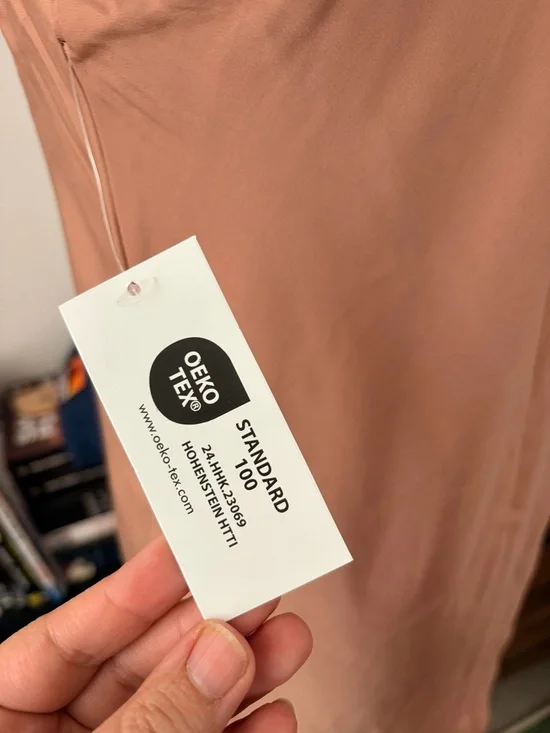 OEKO
TEX®
STANDARD
100
24.HHK.23069
HOHENSTEIN HTTI
www.oeko-tex.com